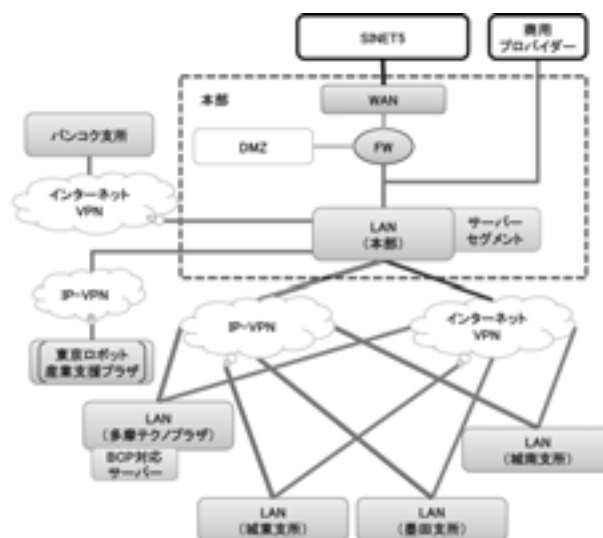 SINET5
商用
プロバイダー
本部
WAN
バンコク支所
DMZ
FW
インターネット
VPN
LAN
(本部)
サーバー
セグメント
IP-VPN
IP-VPN
インターネット
VPN
東京ロボット
産業支援プラザ
LAN
(多摩テクノプラザ)
BCP対応
サーバー
LAN
(城南支所)
LAN
(城東支所)
LAN
(墨田支所)